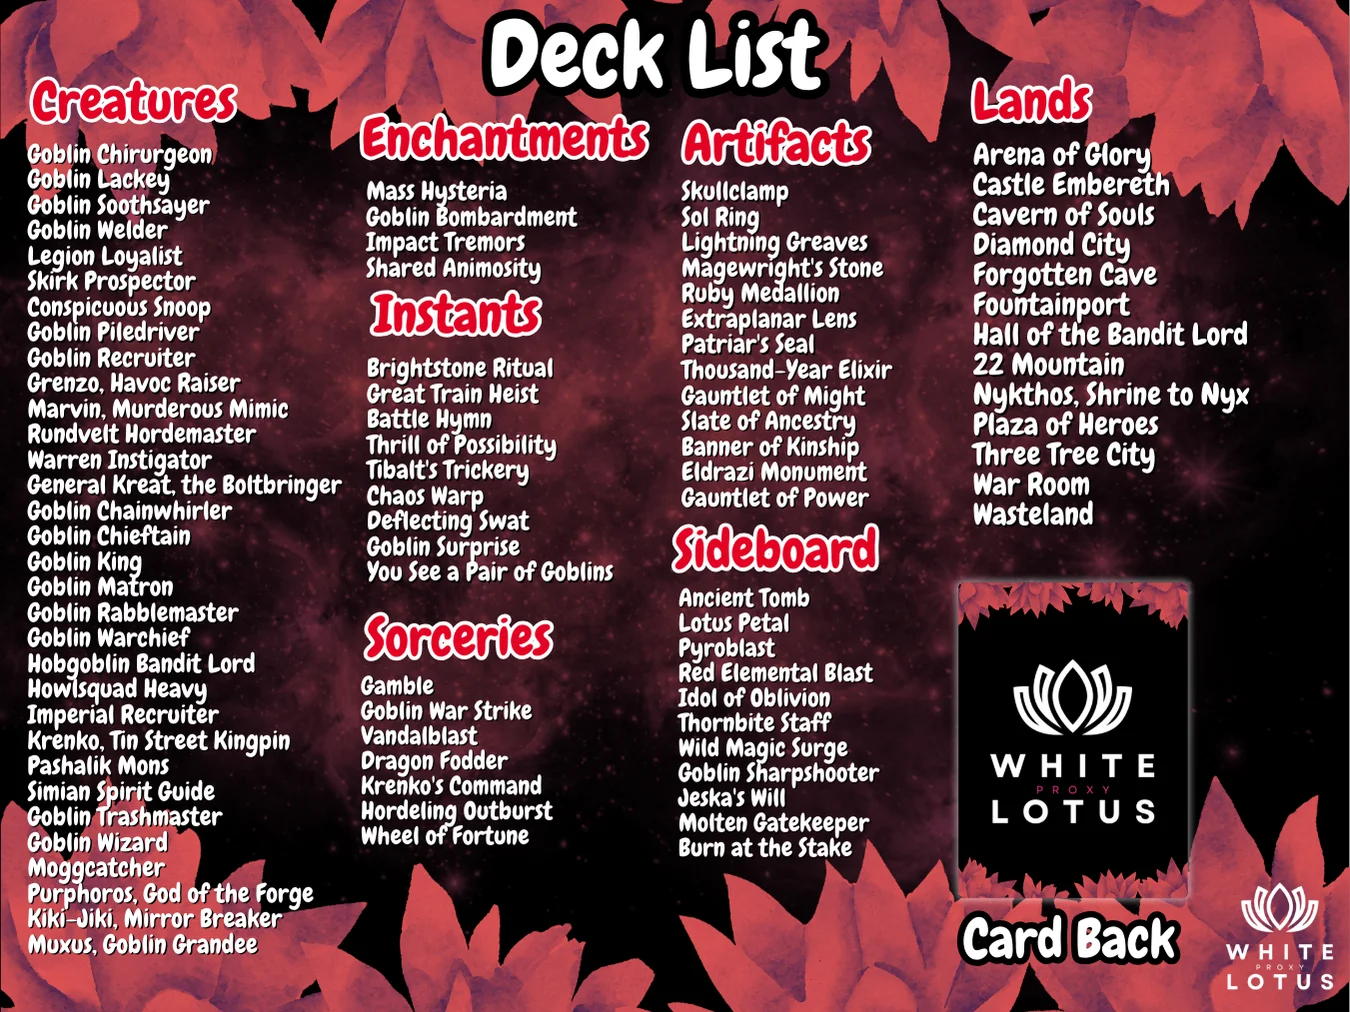 Deck List
Creatures
Goblin Chirurgeon
Goblin Lackey
Goblin Soothsayer
Goblin Welder
Legion Loyalist
Skirk Prospector
Conspicuous Snoop
Goblin Piledriver
Goblin Recruiter
Grenzo, Havoc Raiser
Marvin, Murderous Mimic
Rundvelt Hordemaster
Warren Instigator
General Kreat, the Boltbringer
Goblin Chainwhirler
Goblin Chieftain
Goblin King
Goblin Matron
Goblin Rabblemaster
Goblin Warchief
Hobgoblin Bandit Lord
Howlsquad Heavy
Imperial Recruiter
Krenko, Tin Street Kingpin
Pashalik Mons
Simian Spirit Guide
Goblin Trashmaster
Goblin Wizard
Moggcatcher
Purphoros, God of the Forge
Kiki-Jiki, Mirror Breaker
Muxus, Goblin Grandee
Enchantments
Mass Hysteria
Goblin Bombardment
Impact Tremors
Shared Animosity
Instants
Brightstone Ritual
Great Train Heist
Battle Hymn
Thrill of Possibility
Tibalt's Trickery
Chaos Warp
Deflecting Swat
Goblin Surprise
You See a Pair of Goblins
Sorceries
Gamble
Goblin War Strike
Vandalblast
Dragon Fodder
Krenko's Command
Hordeling Outburst
Wheel of Fortune
Artifacts
Skullclamp
Sol Ring
Lightning Greaves
Magewright's Stone
Ruby Medallion
Extraplanar Lens
Patriar's Seal
Thousand-Year Elixir
Gauntlet of Might
Slate of Ancestry
Banner of Kinship
Eldrazi Monument
Gauntlet of Power
Sideboard
Ancient Tomb
Lotus Petal
Pyroblast
Red Elemental Blast
Idol of Oblivion
Thornbite Staff
Wild Magic Surge
Goblin Sharpshooter
Jeska's Will
Molten Gatekeeper
Burn at the Stake
Lands
Arena of Glory
Castle Embereth
Cavern of Souls
Diamond City
Forgotten Cave
Fountainport
Hall of the Bandit Lord
22 Mountain
Nykthos, Shrine to Nyx
Plaza of Heroes
Three Tree City
War Room
Wasteland
WHITE
PROXY
LOTUS
Card Back
WHITE
PROXY
LOTUS